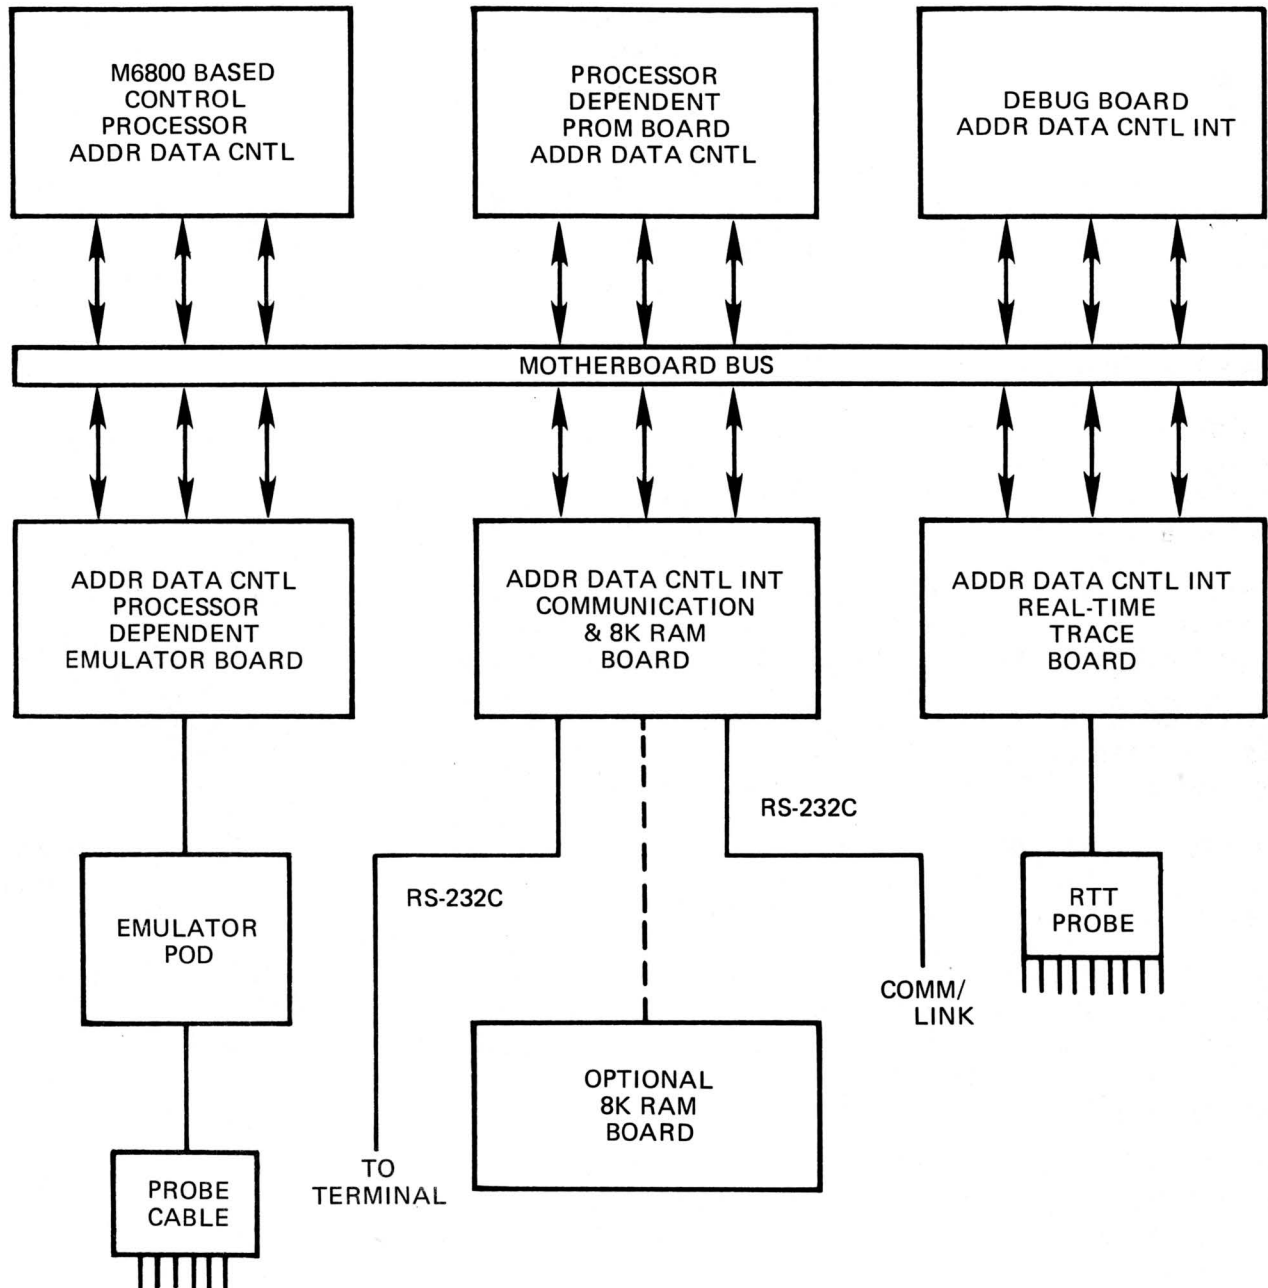 M6800 BASED
CONTROL
PROCESSOR
ADDR DATA CNTL
PROCESSOR
DEPENDENT
PROM BOARD
ADDR DATA CNTL
DEBUG BOARD
ADDR DATA CNTL INT
MOTHERBOARD BUS
ADDR DATA CNTL
PROCESSOR
DEPENDENT
EMULATOR BOARD
ADDR DATA CNTL INT
COMMUNICATION
& 8K RAM
BOARD
ADDR DATA CNTL INT
REAL-TIME
TRACE
BOARD
RS-232C
RS-232C
EMULATOR
POD
RTT
PROBE
COMM/
LINK
OPTIONAL
8K RAM
BOARD
TO
TERMINAL
PROBE
CABLE